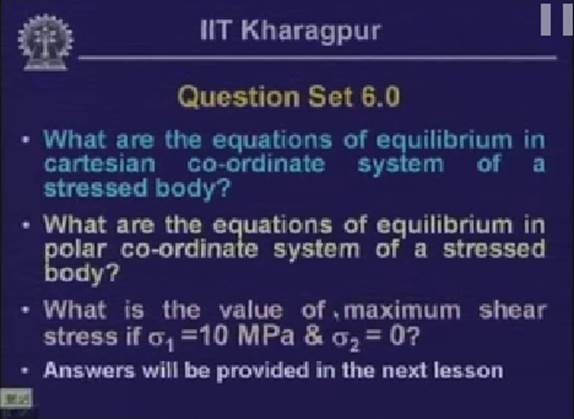 IIT Kharagpur
Question Set 6.0
• What are the equations of equilibrium in
cartesian co-ordinate system of a
stressed body?
• What are the equations of equilibrium in
polar co-ordinate system of a stressed
body?
• What is the value of maximum shear
stress if σ₁ =10 MPa & σ₂ = 0?
• Answers will be provided in the next lesson